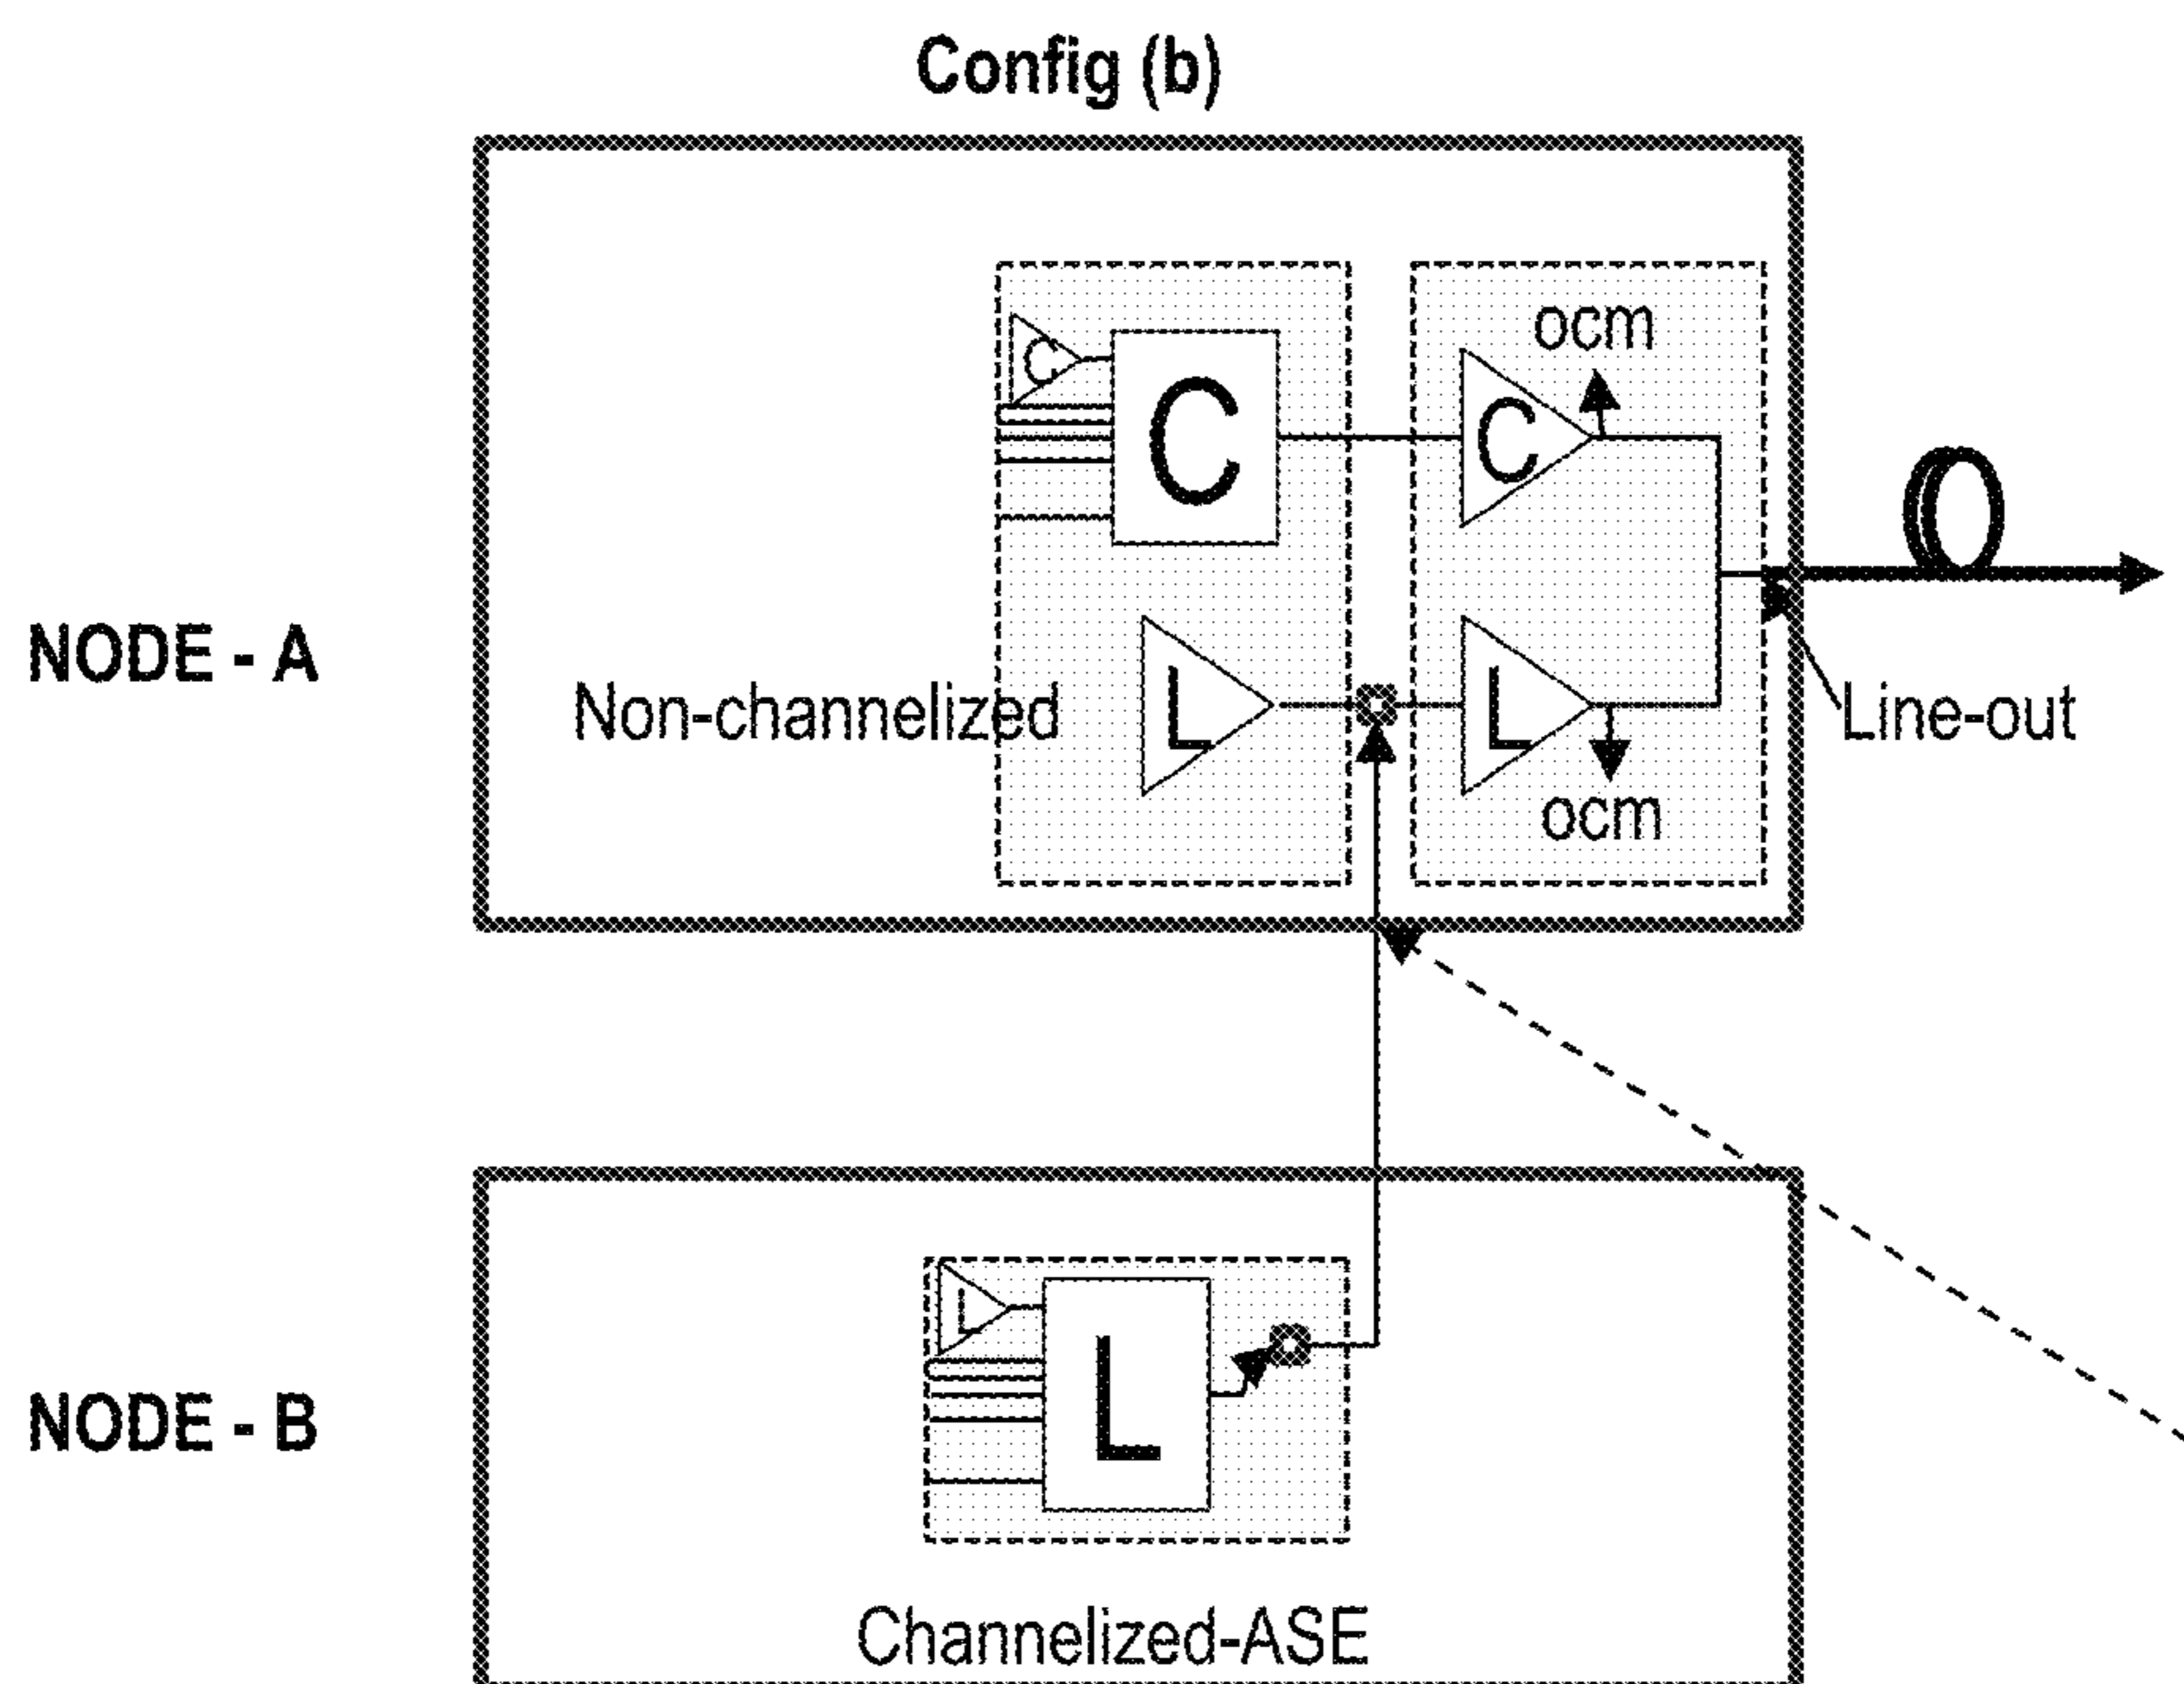 Config (b)
C
C
C
ocm
NODE - A
Non-channelized
L
L
ocm
Line-out
L
L
NODE - B
Channelized-ASE